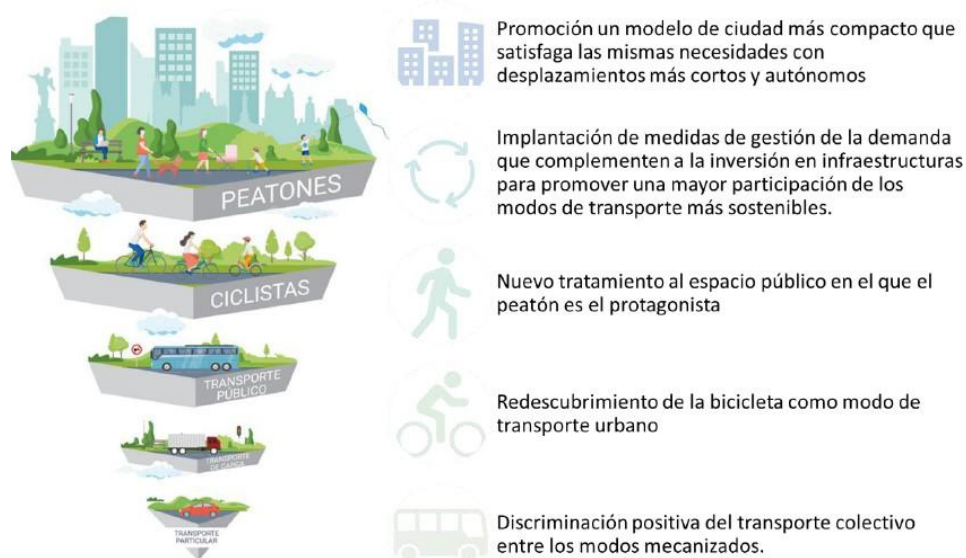 PEATONES
CICLISTAS
TRANSPORTE
PÚBLICO
TRANSPORTE
DE CARGA
TRANSPORTE
PARTICULAR
Promoción un modelo de ciudad más compacto que
satisfaga las mismas necesidades con
desplazamientos más cortos y autónomos
Implantación de medidas de gestión de la demanda
que complementen a la inversión en infraestructuras
para promover una mayor participación de los
modos de transporte más sostenibles.
Nuevo tratamiento al espacio público en el que el
peatón es el protagonista
Redescubrimiento de la bicicleta como modo de
transporte urbano
Discriminación positiva del transporte colectivo
entre los modos mecanizados.